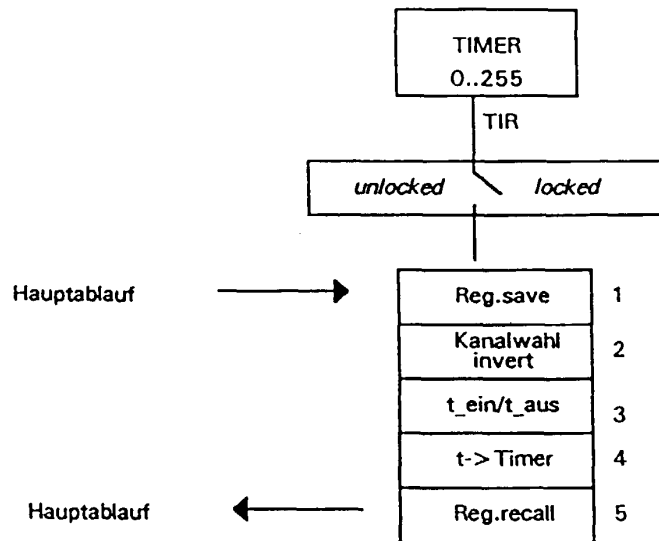 TIMER
0..255
TIR
unlocked locked
Hauptablauf Reg.save 1
Kanalwahl
invert 2
t_ein/t_aus 3
t-> Timer 4
Hauptablauf Reg.recall 5